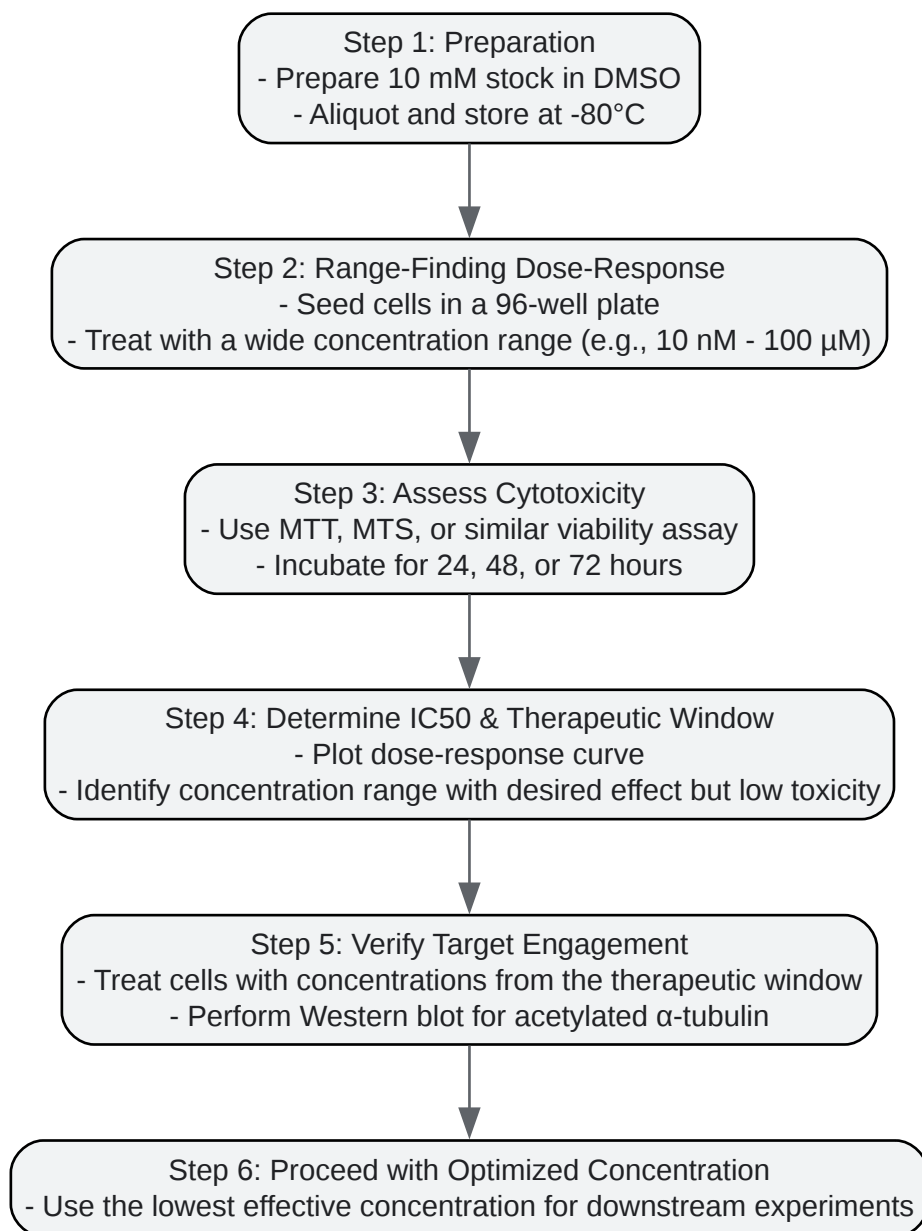 Step 1: Preparation
- Prepare 10 mM stock in DMSO
- Aliquot and store at -80°C
Step 2: Range-Finding Dose-Response
- Seed cells in a 96-well plate
- Treat with a wide concentration range (e.g., 10 nM - 100 µM)
Step 3: Assess Cytotoxicity
- Use MTT, MTS, or similar viability assay
- Incubate for 24, 48, or 72 hours
Step 4: Determine IC50 & Therapeutic Window
- Plot dose-response curve
- Identify concentration range with desired effect but low toxicity
Step 5: Verify Target Engagement
- Treat cells with concentrations from the therapeutic window
- Perform Western blot for acetylated α-tubulin
Step 6: Proceed with Optimized Concentration
- Use the lowest effective concentration for downstream experiments